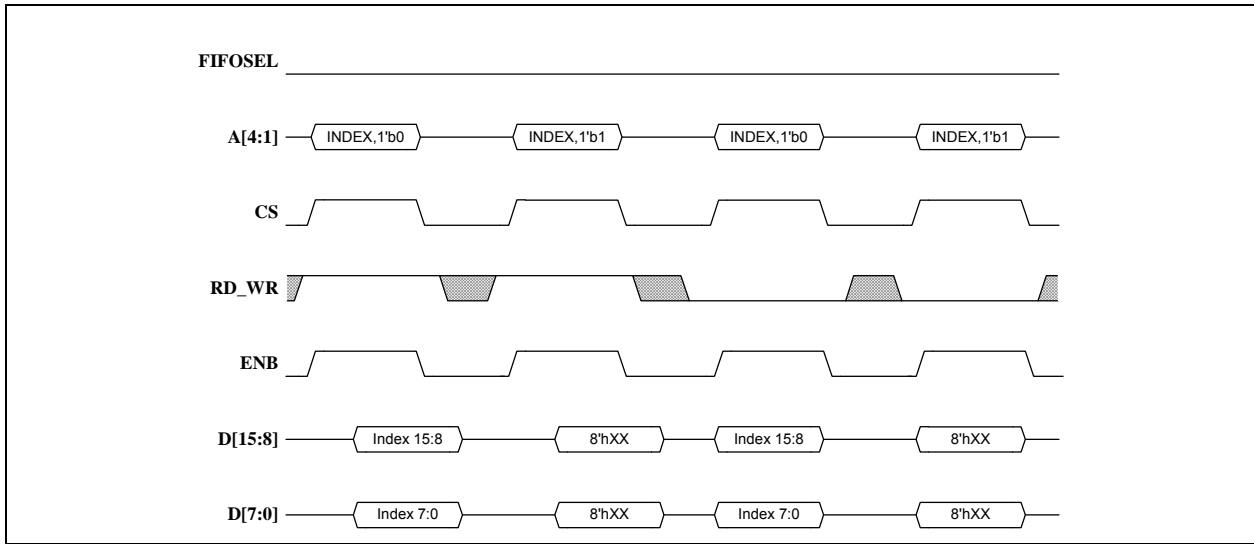 FIFOSEL
A[4:1] INDEX,1'b0 INDEX,1'b1 INDEX,1'b0 INDEX,1'b1
CS
RD_WR
ENB
D[15:8] Index 15:8 8'hXX Index 15:8 8'hXX
D[7:0] Index 7:0 8'hXX Index 7:0 8'hXX